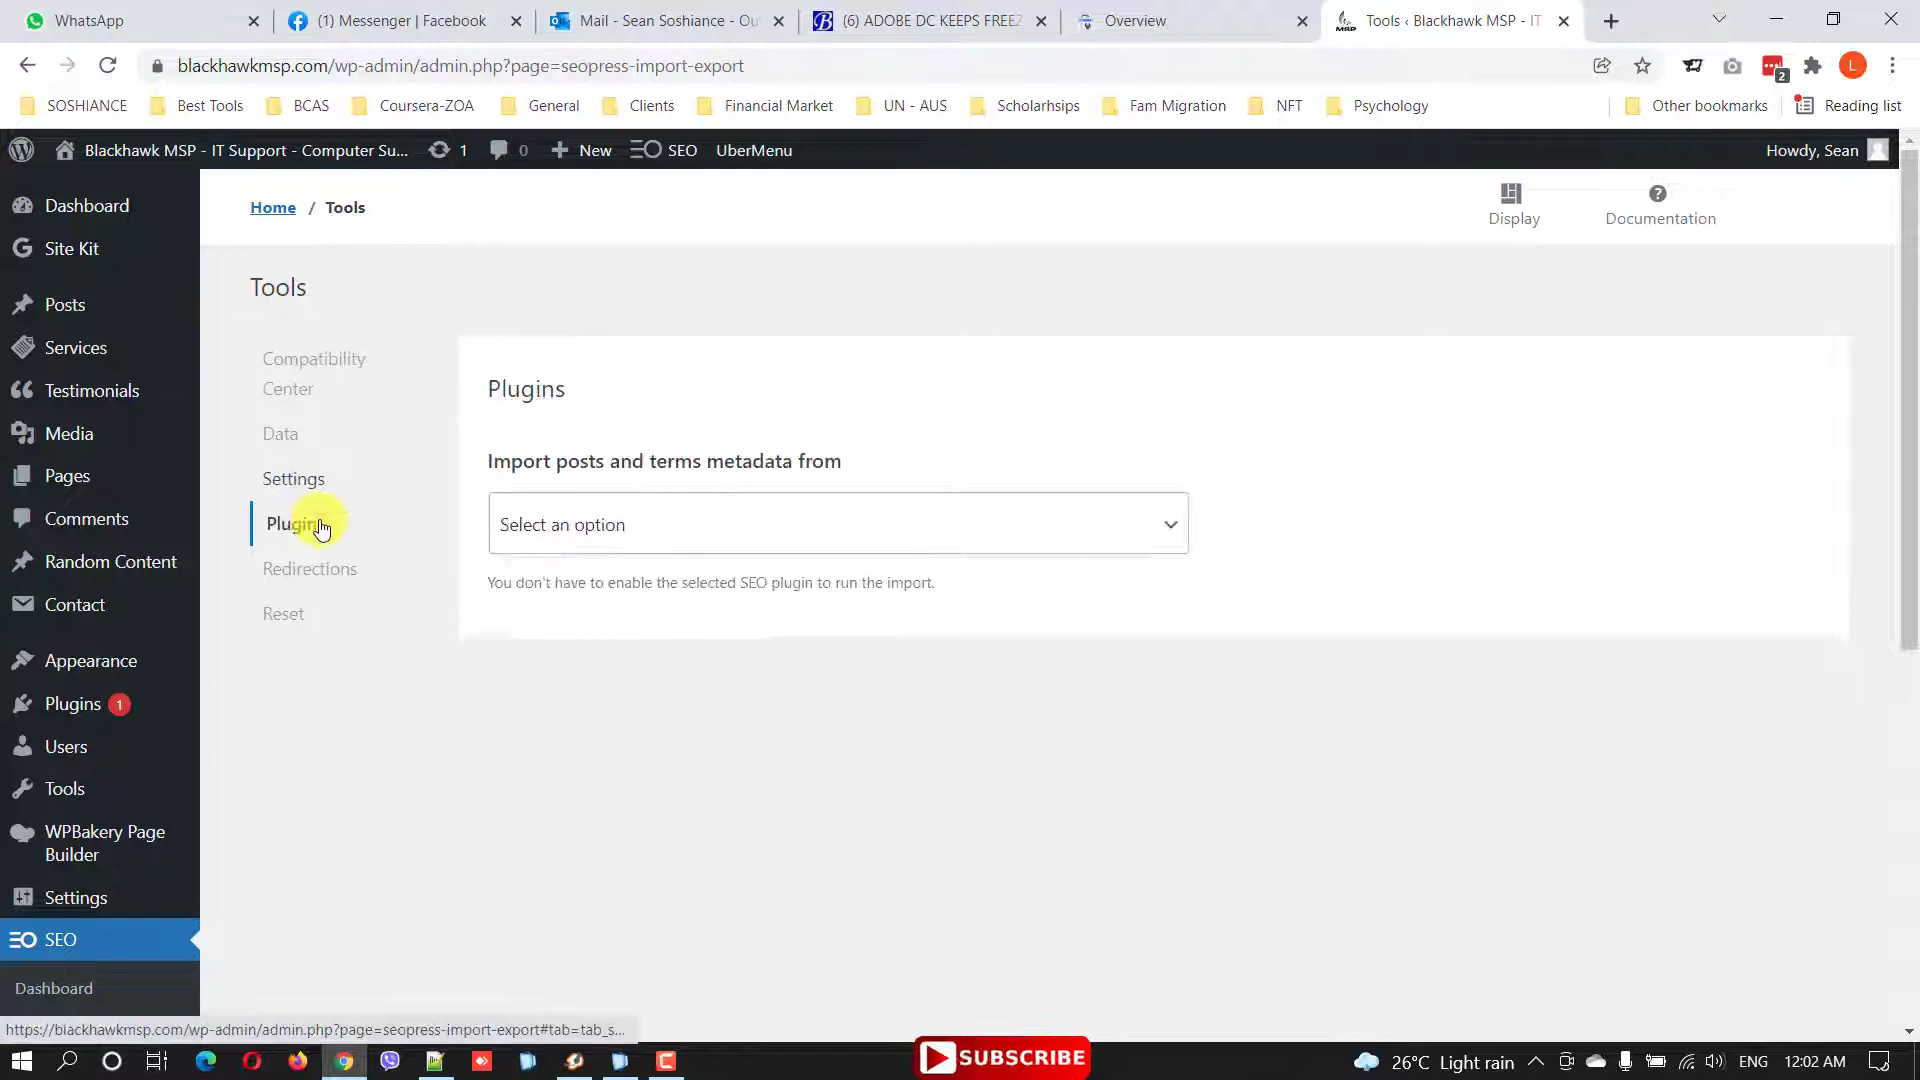 WhatsApp
(1) Messenger | Facebook
Mail - Sean Soshiance - Ou
(6) ADOBE DC KEEPS FREEZ
Overview
Tools ‹ Blackhawk MSP - IT
blackhawkmsp.com/wp-admin/admin.php?page=seopress-import-export
2
L
SOSHIANCE
Best Tools
BCAS
Coursera-ZOA
General
Clients
Financial Market
UN - AUS
Scholarhsips
Fam Migration
NFT
Psychology
Other bookmarks
Reading list
Blackhawk MSP - IT Support - Computer Su...
1
0
New
SEO
UberMenu
Howdy, Sean
Dashboard
Site Kit
Posts
Services
Testimonials
Media
Pages
Comments
Random Content
Contact
Appearance
Plugins 1
Users
Tools
WPBakery Page
Builder
Settings
SEO
Dashboard
Home / Tools
Display
Documentation
Tools
Compatibility
Center
Data
Settings
Plugins
Redirections
Reset
Plugins
Import posts and terms metadata from
Select an option
You don't have to enable the selected SEO plugin to run the import.
https://blackhawkmsp.com/wp-admin/admin.php?page=seopress-import-export#tab=tab_s...
SUBSCRIBE
26°C Light rain
ENG
12:02 AM